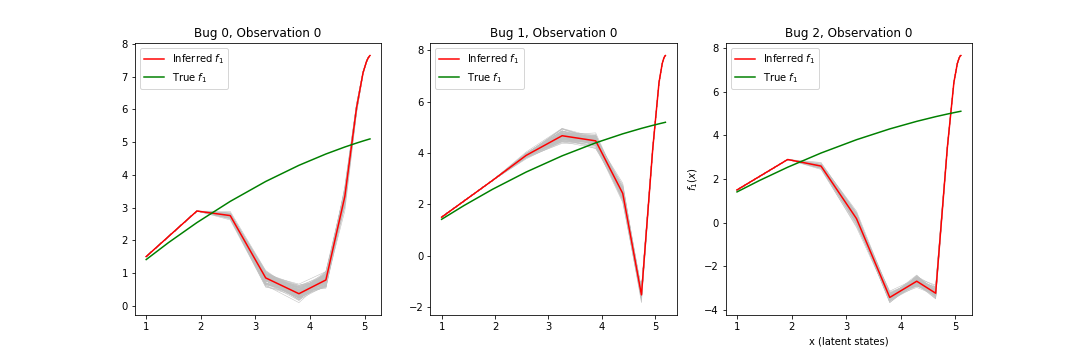 Bug 0, Observation 0
Inferred f₁
True f₁
8
7
6
5
4
3
2
1
0
1 2 3 4 5
Bug 1, Observation 0
Inferred f₁
True f₁
8
6
4
2
0
−2
1 2 3 4 5
Bug 2, Observation 0
Inferred f₁
True f₁
f₁(x)
8
6
4
2
0
−2
−4
1 2 3 4 5
x (latent states)